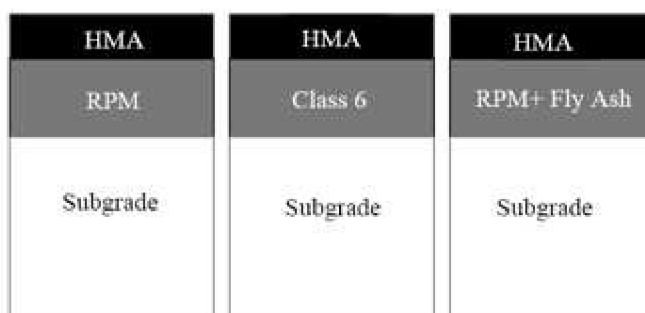 HMA
RPM
Subgrade
HMA
Class 6
Subgrade
HMA
RPM+ Fly Ash
Subgrade